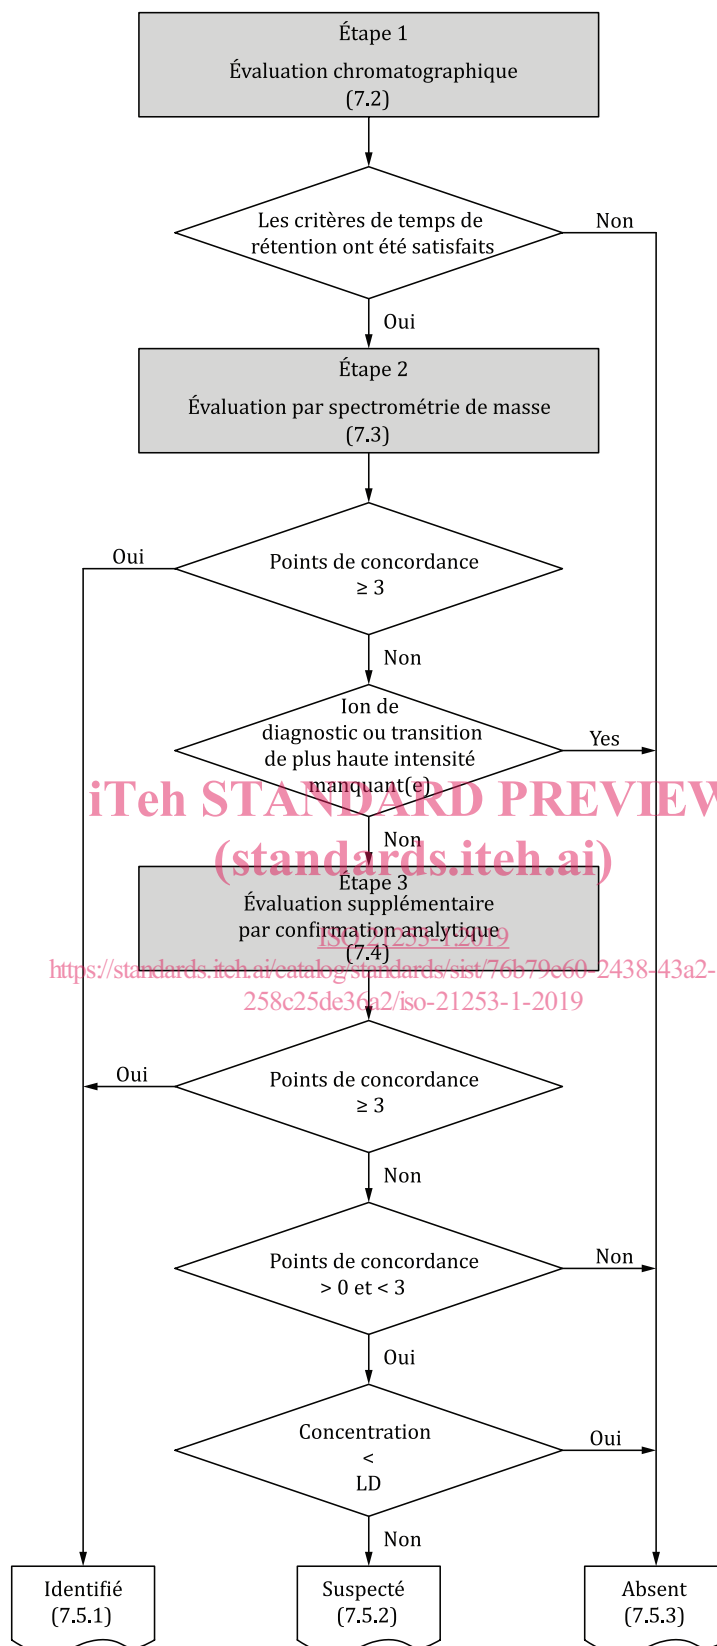 Étape 1
Évaluation chromatographique
(7.2)
Les critères de temps de
rétention ont été satisfaits
Non
Oui
Étape 2
Évaluation par spectrométrie de masse
(7.3)
Oui
Points de concordance
≥ 3
Non
Ion de
diagnostic ou transition
de plus haute intensité
manquant(e)
Yes
iTeh STANDARD PREVIEW
Non
(standards.iteh.ai)
Étape 3
Évaluation supplémentaire
par confirmation analytique
ISO 21253-1:2019
(7.4)
https://standards.iteh.ai/catalog/standards/sist/76b79e60-2438-43a2-
258c25de36a2/iso-21253-1-2019
Oui
Points de concordance
≥ 3
Non
Points de concordance
> 0 et < 3
Non
Oui
Concentration
<
LD
Oui
Non
Identifié
(7.5.1)
Suspecté
(7.5.2)
Absent
(7.5.3)